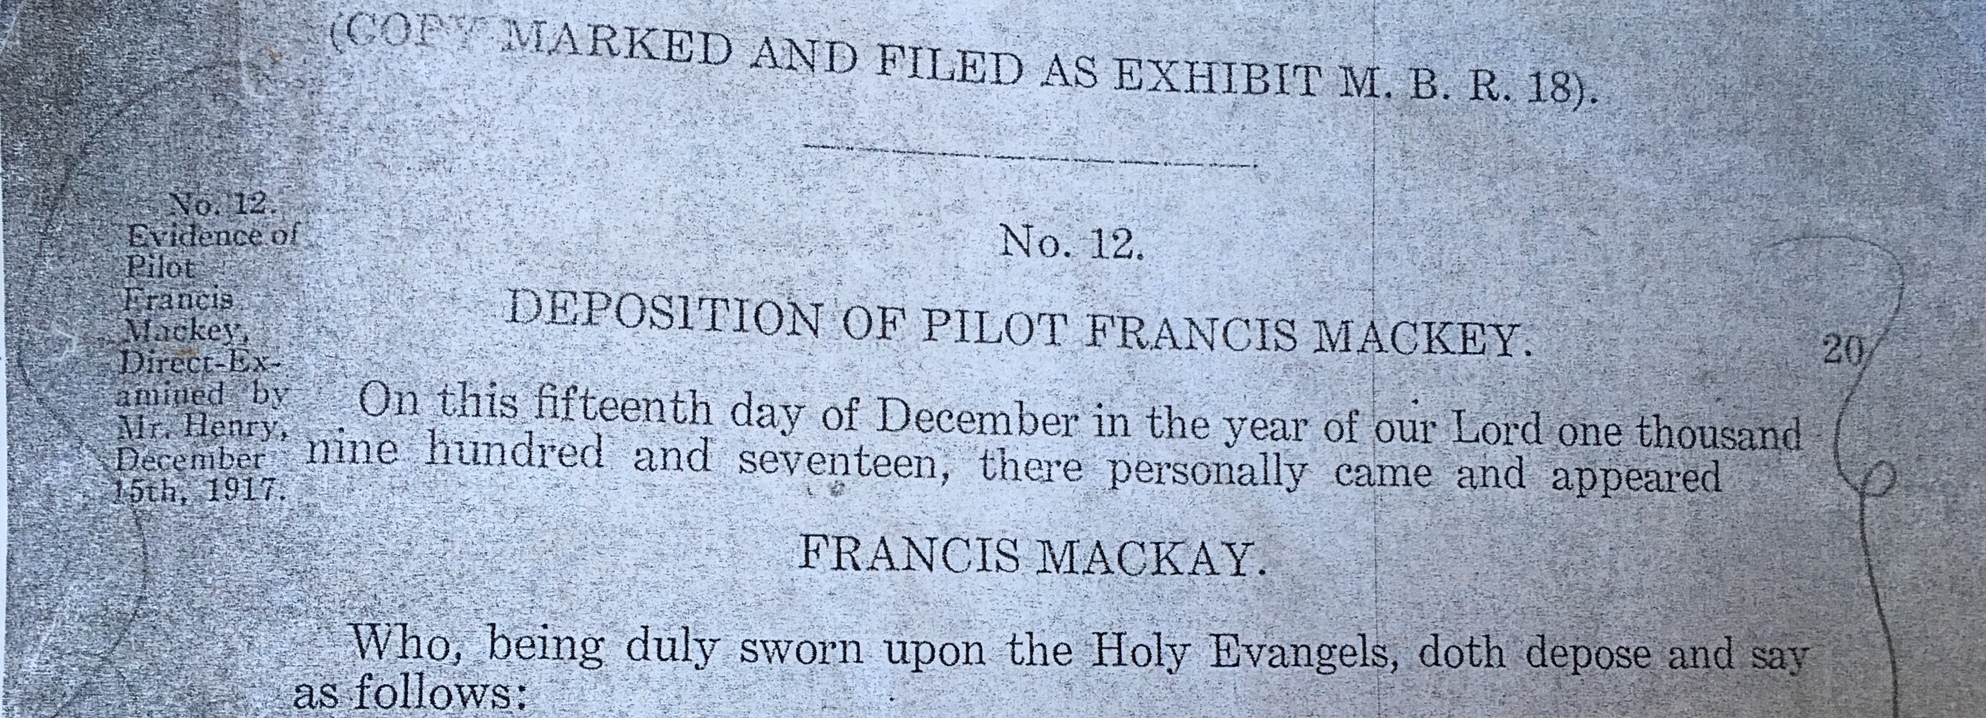 (COPY MARKED AND FILED AS EXHIBIT M. B. R. 18).
No. 12.
Evidence of
Pilot
Francis
Mackey,
Direct-Ex-
amined by
Mr. Henry,
December
15th, 1917.
No. 12.
DEPOSITION OF PILOT FRANCIS MACKEY.
20
On this fifteenth day of December in the year of our Lord one thousand
nine hundred and seventeen, there personally came and appeared
FRANCIS MACKAY.
Who, being duly sworn upon the Holy Evangels, doth depose and say
as follows: